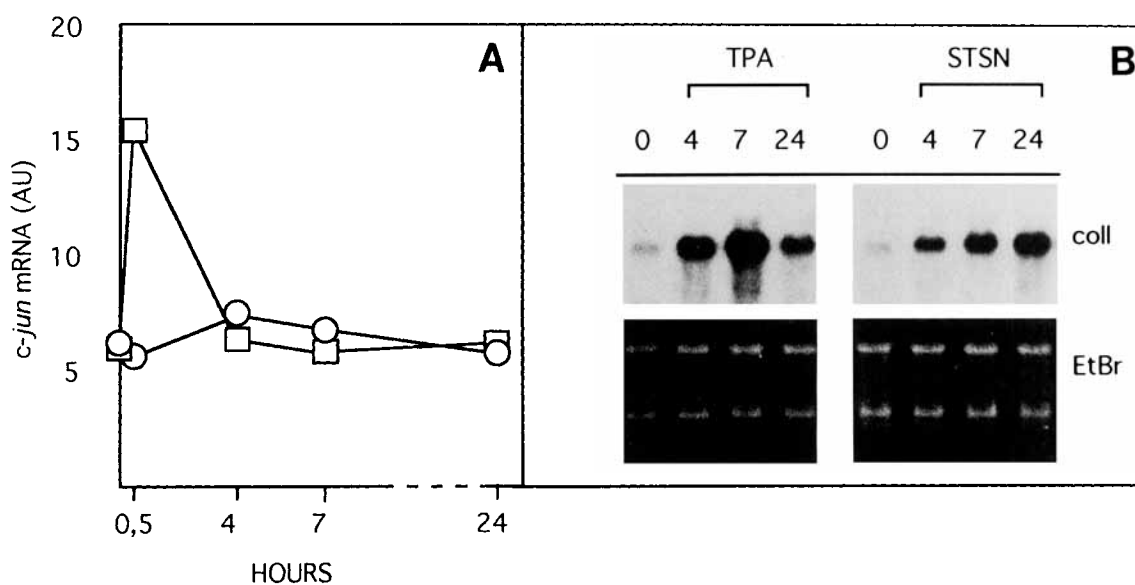 20
15
10
5
c-jun mRNA (AU)
0,5 4 7 24
HOURS
A
B
TPA STSN
0 4 7 24 0 4 7 24
coll
EtBr